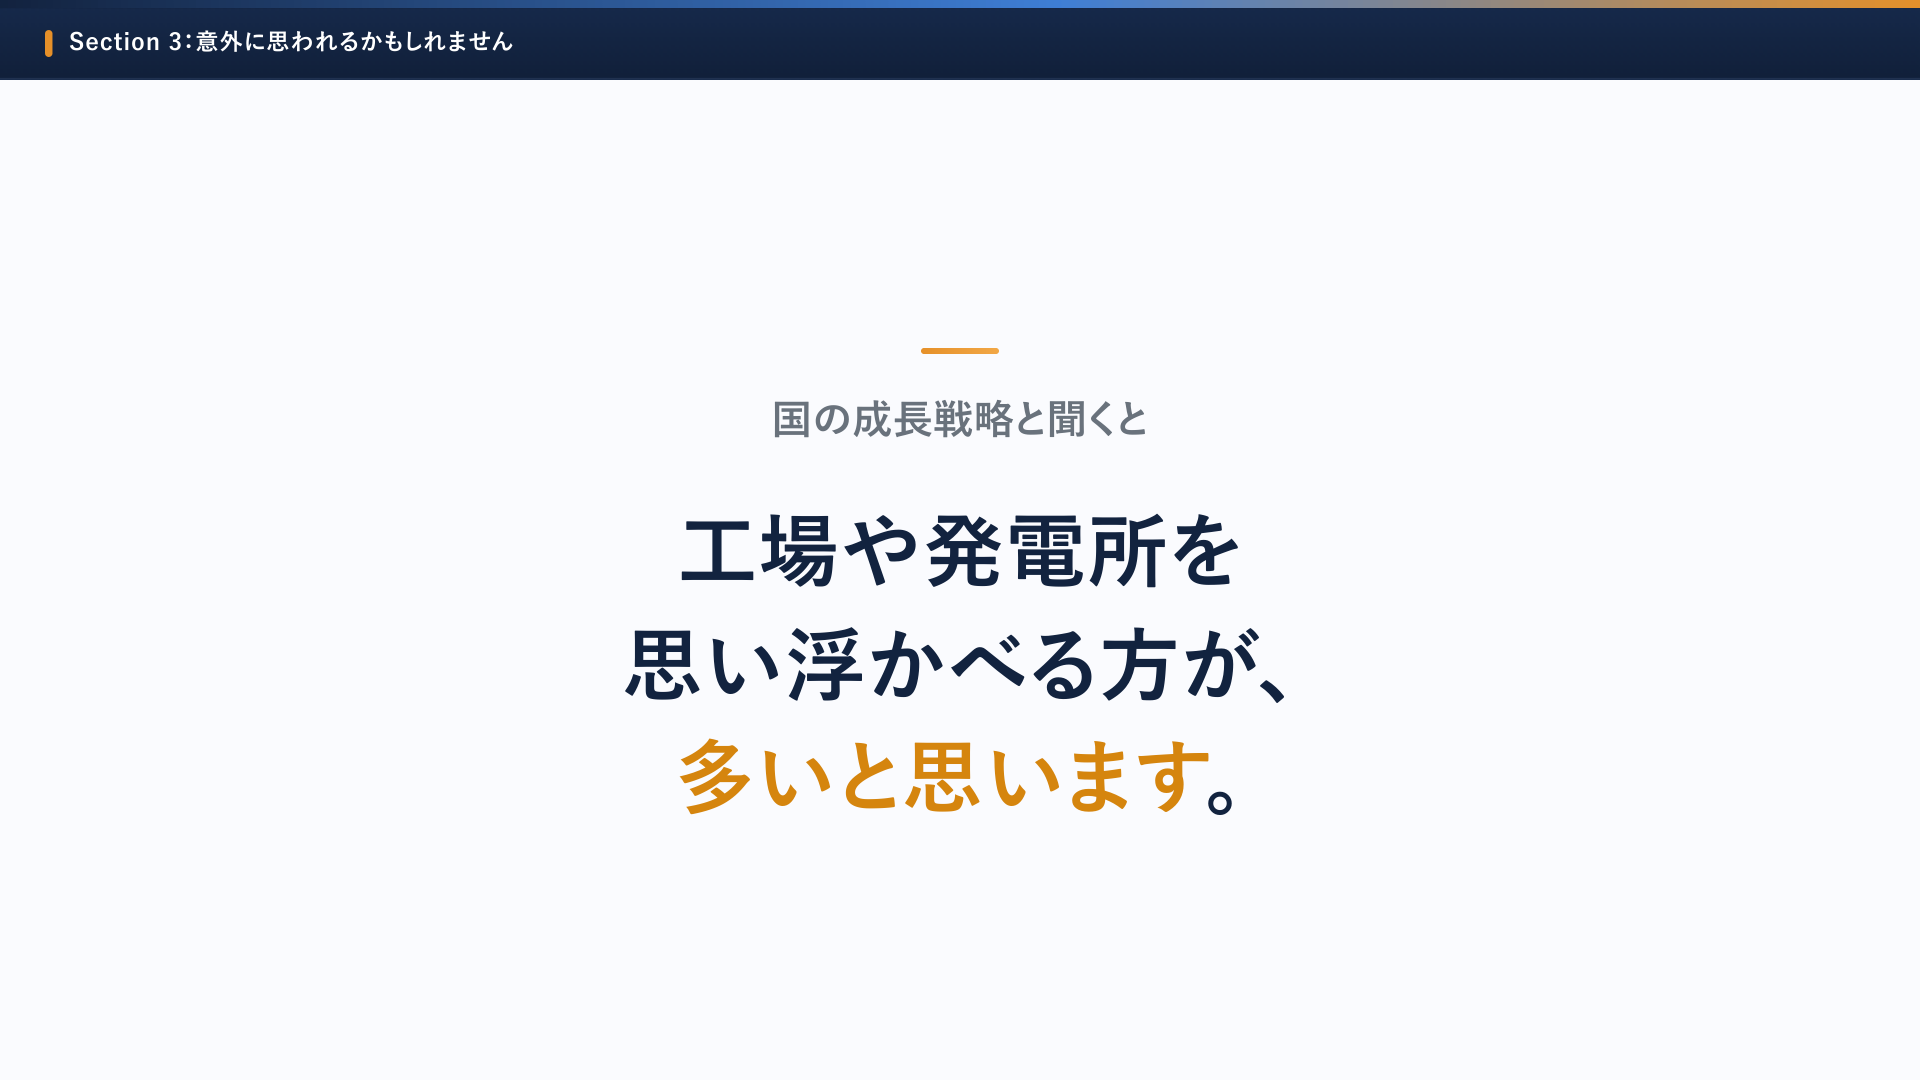 Section 3：意外に思われるかもしれません
国の成長戦略と聞くと
工場や発電所を
思い浮かべる方が、
多いと思います。